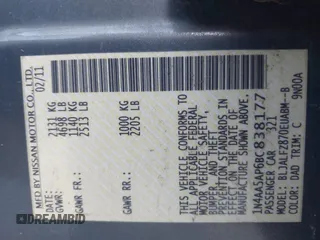 MFD BY NISSAN MOTOR CO., LTD.
DATE: 02/11
GVWR: 2131 KG
4698 LB
GAWR FR.: 1140 KG
2513 LB
GAWR RR.: 1000 KG
2205 LB
THIS VEHICLE CONFORMS TO
ALL APPLICABLE FEDERAL
MOTOR VEHICLE SAFETY,
BUMPER, AND THEFT
PREVENTION STANDARDS IN
EFFECT ON THE DATE OF
MANUFACTURE SHOWN ABOVE.
1N4AA5AP6BC838177
PASSENGER CAR 321
MODEL: BLJALFZ870EUABM--B
COLOR: DAD TRIM: C 9N00A